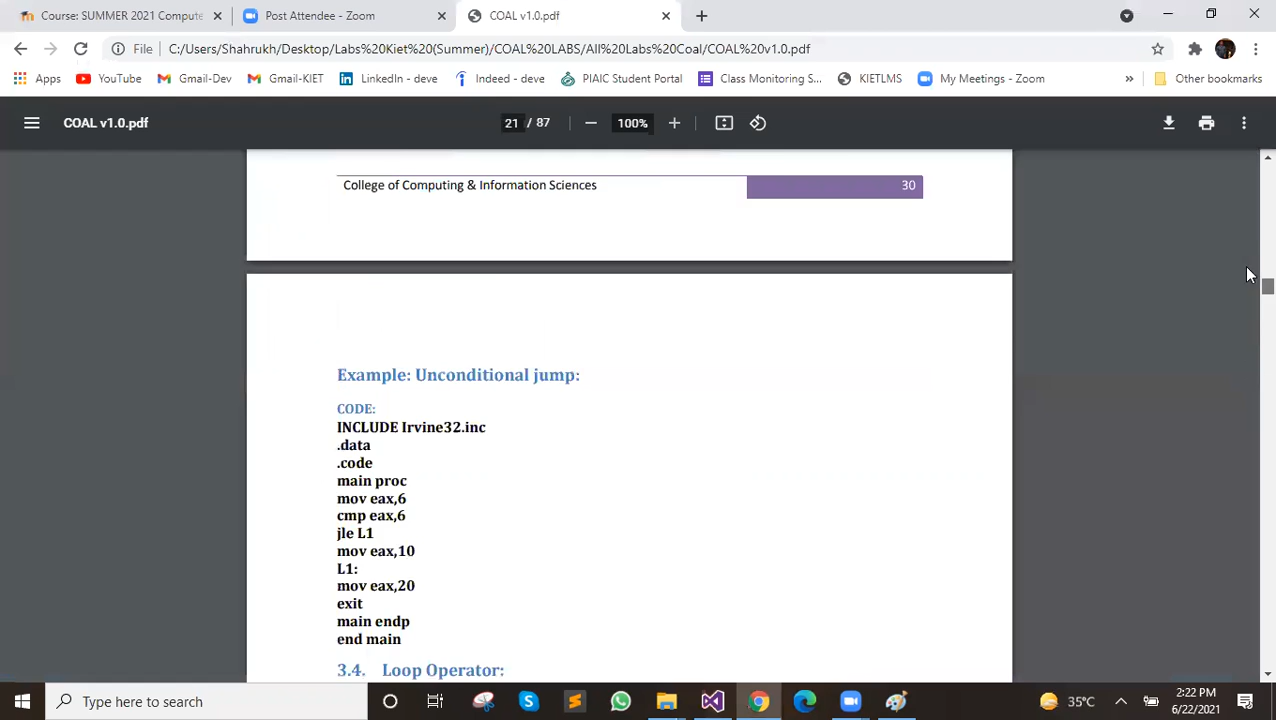 Course: SUMMER 2021 Compute
Post Attendee - Zoom
COAL v1.0.pdf
File
C:/Users/Shahrukh/Desktop/Labs%20Kiet%20(Summer)/COAL%20LABS/All%20Labs%20Coal/COAL%20v1.0.pdf
Apps
YouTube
Gmail-Dev
Gmail-KIET
LinkedIn - deve
Indeed - deve
PIAIC Student Portal
Class Monitoring S...
KIETLMS
My Meetings - Zoom
»
Other bookmarks
COAL v1.0.pdf
21 / 87
100%
College of Computing & Information Sciences
30
Example: Unconditional jump:
CODE:
INCLUDE Irvine32.inc
.data
.code
main proc
mov eax,6
cmp eax,6
jle L1
mov eax,10
L1:
mov eax,20
exit
main endp
end main
3.4. Loop Operator:
Type here to search
35°C
2:22 PM
6/22/2021